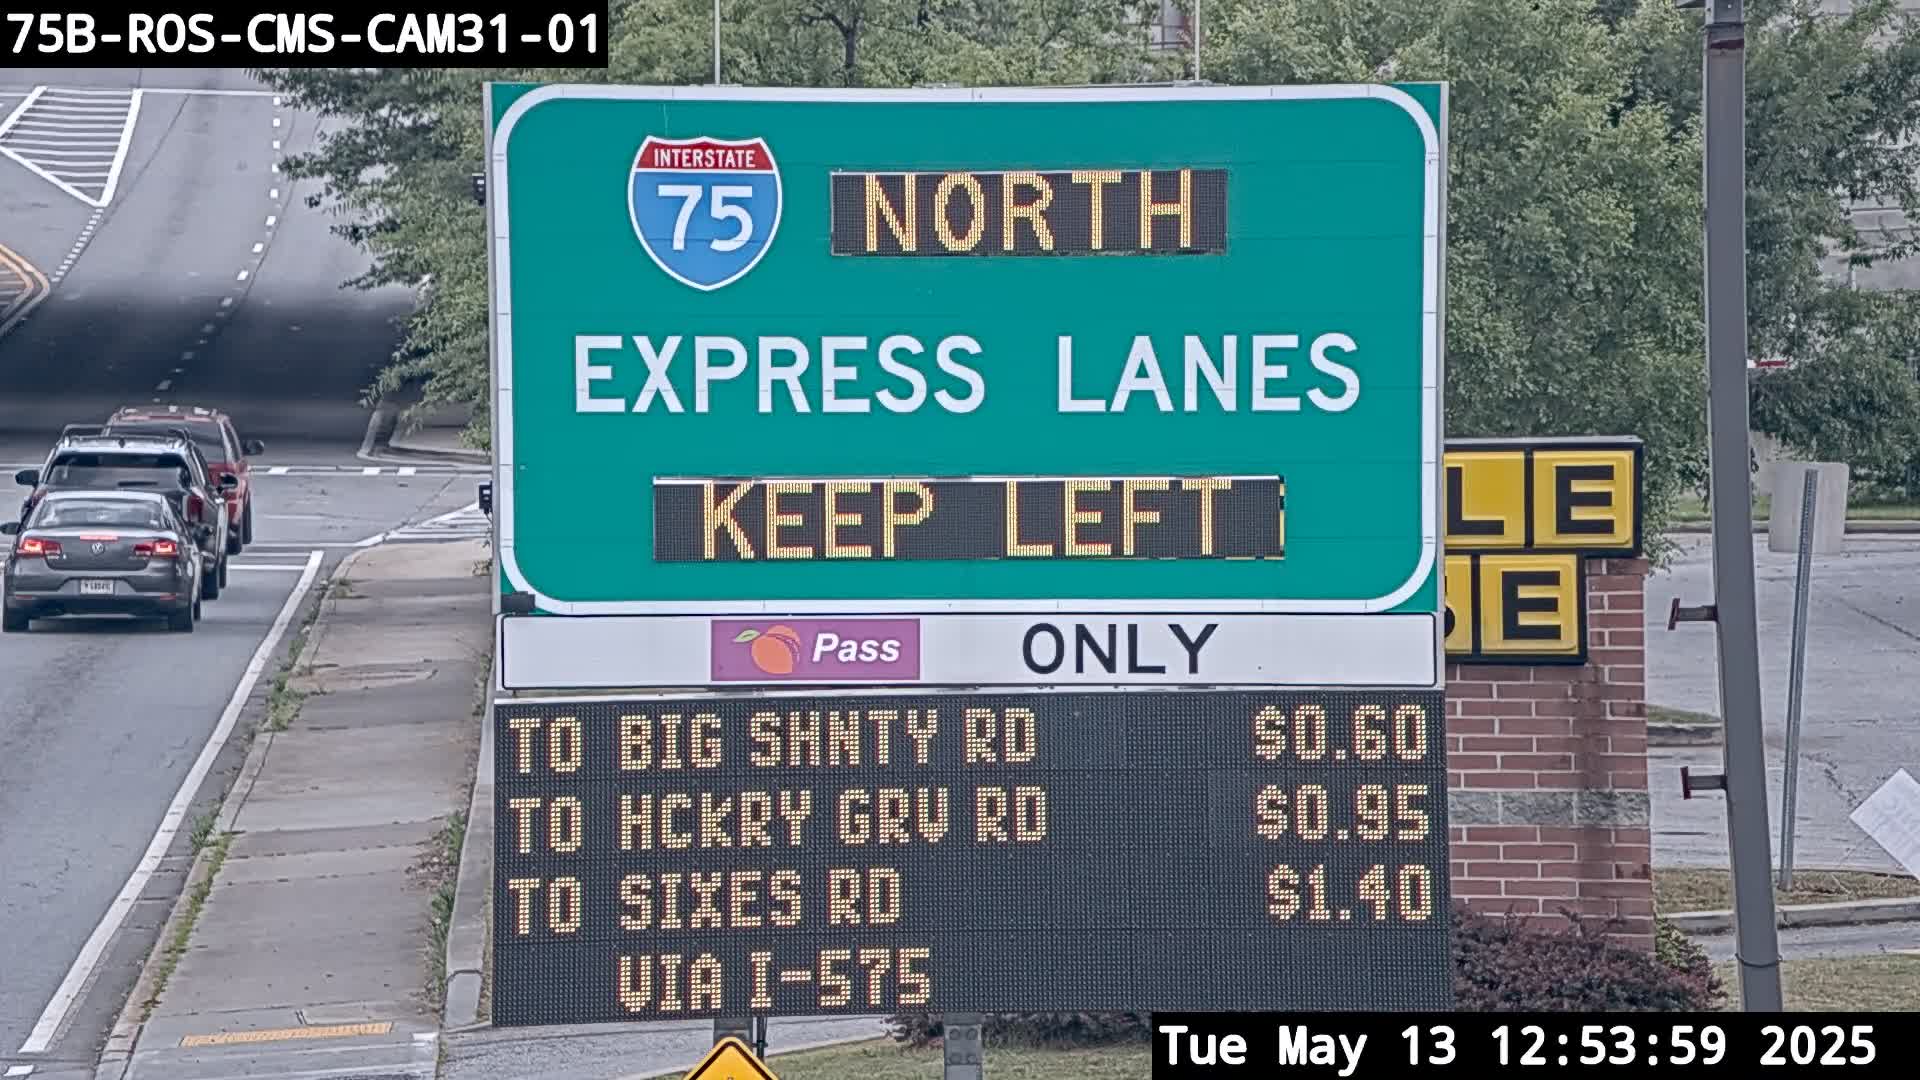 75B-ROS-CMS-CAM31-01
INTERSTATE
75
NORTH
EXPRESS LANES
KEEP LEFT
Pass ONLY
TO BIG SHNTY RD $0.60
TO HCKRY GRV RD $0.95
TO SIXES RD $1.40
VIA I-575
LE
E
Tue May 13 12:53:59 2025